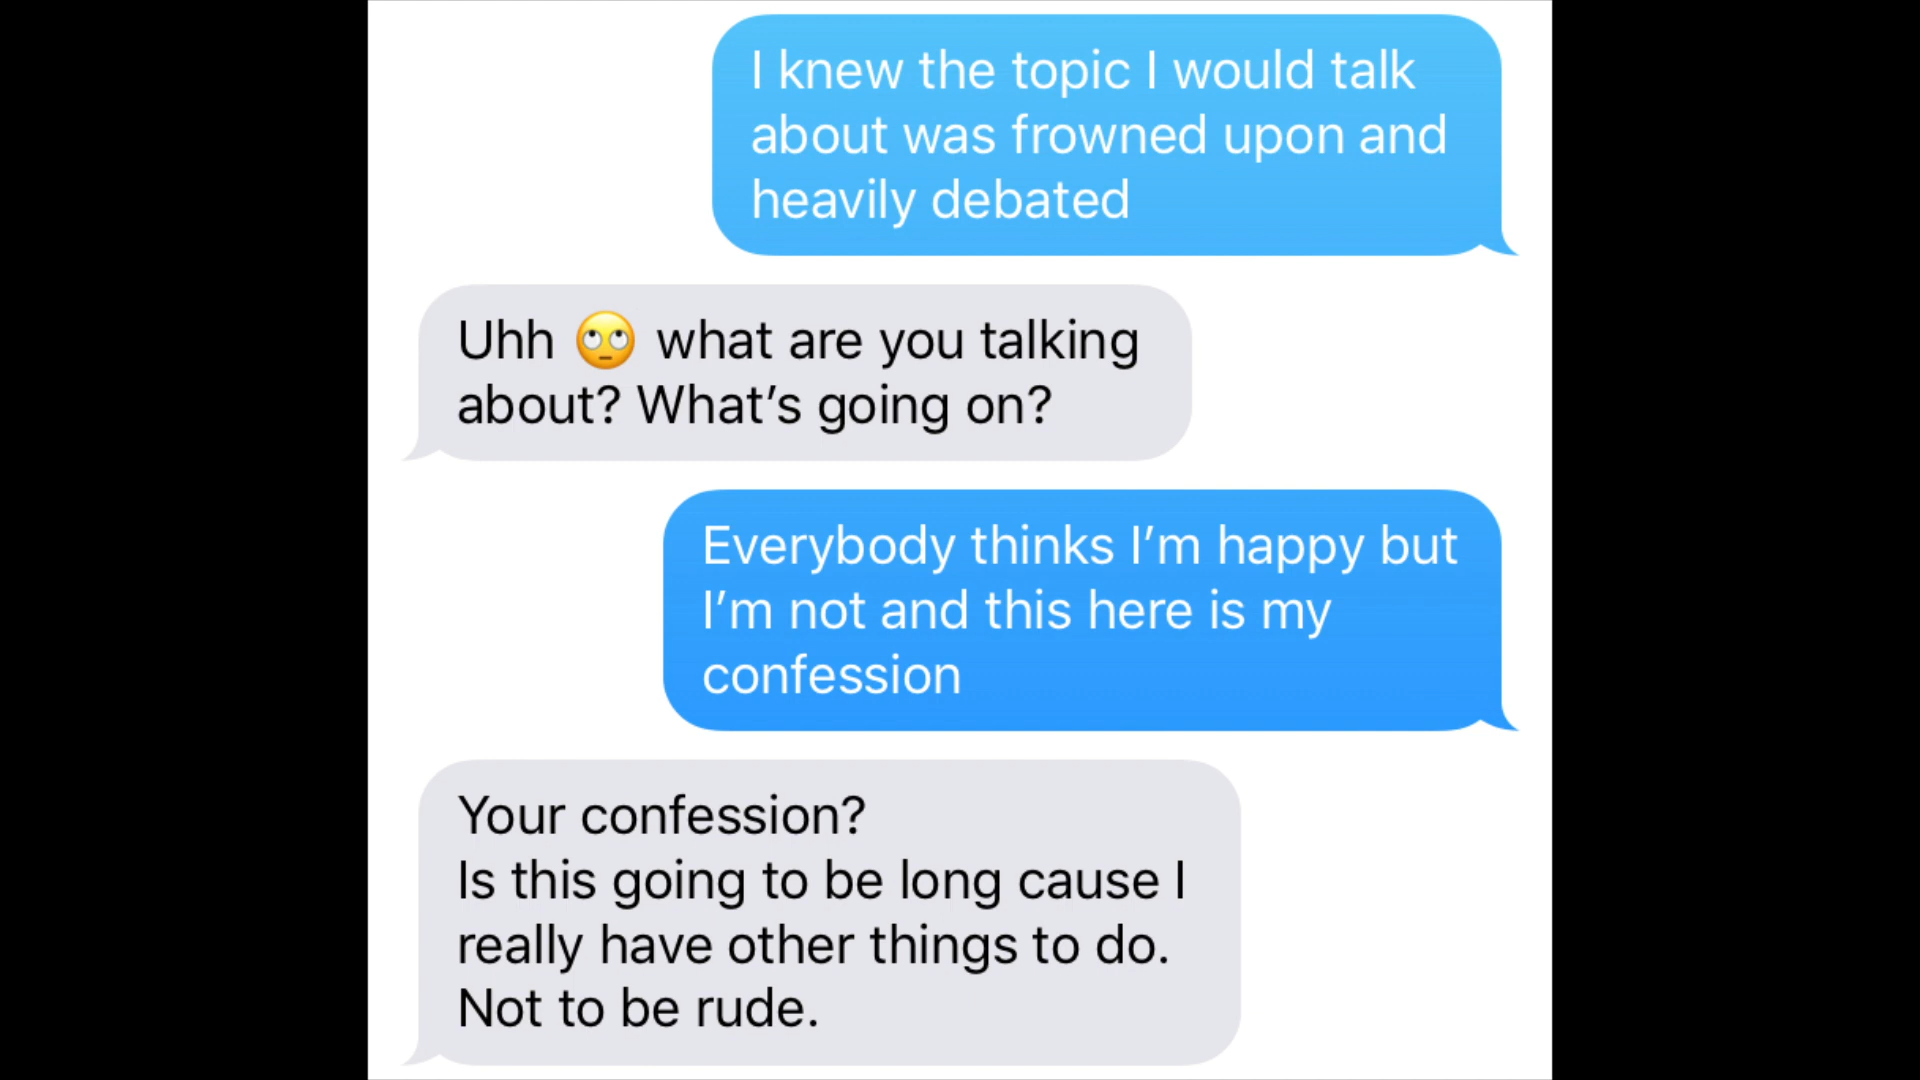 I knew the topic I would talk
about was frowned upon and
heavily debated
Uhh 🙄 what are you talking
about? What's going on?
Everybody thinks I'm happy but
I'm not and this here is my
confession
Your confession?
Is this going to be long cause I
really have other things to do.
Not to be rude.